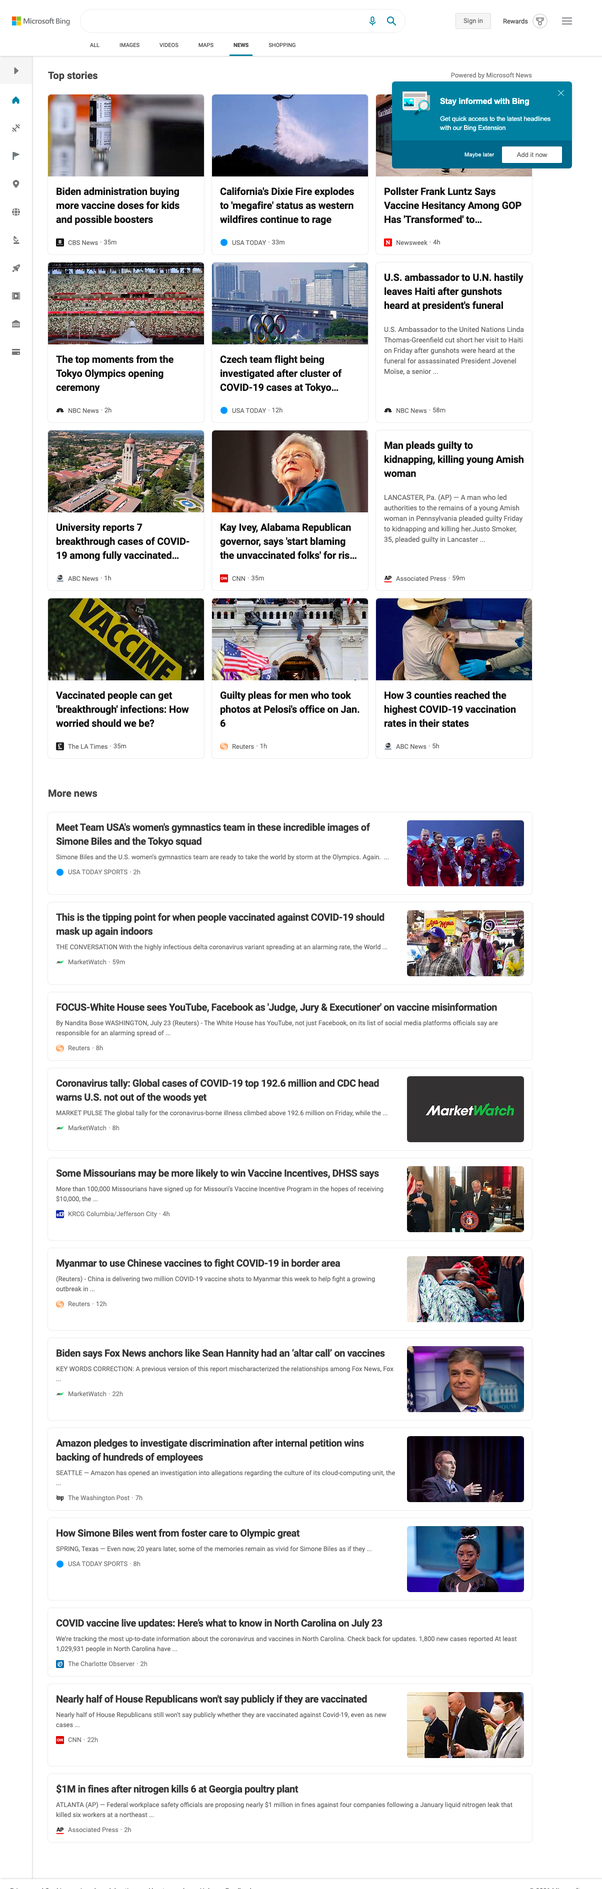 Microsoft Bing
Sign in
Rewards
ALL IMAGES VIDEOS MAPS NEWS SHOPPING
Top stories
Powered by Microsoft News
Stay informed with Bing
Get quick access to the latest headlines
with our Bing Extension
Maybe later
Add it now
Biden administration buying
more vaccine doses for kids
and possible boosters
CBS News · 35m
California's Dixie Fire explodes
to 'megafire' status as western
wildfires continue to rage
USA TODAY · 33m
Pollster Frank Luntz Says
Vaccine Hesitancy Among GOP
Has 'Transformed' to...
Newsweek · 4h
The top moments from the
Tokyo Olympics opening
ceremony
NBC News · 2h
Czech team flight being
investigated after cluster of
COVID-19 cases at Tokyo...
USA TODAY · 12h
U.S. ambassador to U.N. hastily
leaves Haiti after gunshots
heard at president's funeral
U.S. Ambassador to the United Nations Linda
Thomas-Greenfield cut short her visit to Haiti
on Friday after gunshots were heard at the
funeral for assassinated President Jovenel
Moïse, a senior ...
NBC News · 58m
University reports 7
breakthrough cases of COVID-
19 among fully vaccinated...
ABC News · 1h
Kay Ivey, Alabama Republican
governor, says 'start blaming
the unvaccinated folks' for ris...
CNN · 35m
Man pleads guilty to
kidnapping, killing young Amish
woman
LANCASTER, Pa. (AP) — A man who led
authorities to the remains of a young Amish
woman in Pennsylvania pleaded guilty Friday
to kidnapping and killing her.Justo Smoker,
35, pleaded guilty in Lancaster ...
Associated Press · 59m
VACCINE
Vaccinated people can get
'breakthrough' infections: How
worried should we be?
The LA Times · 35m
Guilty pleas for men who took
photos at Pelosi's office on Jan.
6
Reuters · 1h
How 3 counties reached the
highest COVID-19 vaccination
rates in their states
ABC News · 5h
More news
Meet Team USA's women's gymnastics team in these incredible images of
Simone Biles and the Tokyo squad
Simone Biles and the U.S. women's gymnastics team are ready to take the world by storm at the Olympics. Again. ...
USA TODAY SPORTS · 2h
This is the tipping point for when people vaccinated against COVID-19 should
mask up again indoors
THE CONVERSATION With the highly infectious delta coronavirus variant spreading at an alarming rate, the World ...
MarketWatch · 59m
FOCUS-White House sees YouTube, Facebook as 'Judge, Jury & Executioner' on vaccine misinformation
By Nandita Bose WASHINGTON, July 23 (Reuters) - The White House has YouTube, not just Facebook, on its list of social media platforms officials say are
responsible for an alarming spread of ...
Reuters · 8h
Coronavirus tally: Global cases of COVID-19 top 192.6 million and CDC head
warns U.S. not out of the woods yet
MARKET PULSE The global tally for the coronavirus-borne illness climbed above 192.6 million on Friday, while the ...
MarketWatch · 8h
MarketWatch
Some Missourians may be more likely to win Vaccine Incentives, DHSS says
More than 100,000 Missourians have signed up for Missouri's Vaccine Incentive Program in the hopes of receiving
$10,000, the ...
KRCG Columbia/Jefferson City · 4h
Myanmar to use Chinese vaccines to fight COVID-19 in border area
(Reuters) - China is delivering two million COVID-19 vaccine shots to Myanmar this week to help fight a growing
outbreak in ...
Reuters · 12h
Biden says Fox News anchors like Sean Hannity had an ‘altar call’ on vaccines
KEY WORDS CORRECTION: A previous version of this report mischaracterized the relationships among Fox News, Fox
...
MarketWatch · 22h
Amazon pledges to investigate discrimination after internal petition wins
backing of hundreds of employees
SEATTLE — Amazon has opened an investigation into allegations regarding the culture of its cloud-computing unit, the
...
The Washington Post · 7h
How Simone Biles went from foster care to Olympic great
SPRING, Texas — Even now, 20 years later, some of the memories remain as vivid for Simone Biles as if they ...
USA TODAY SPORTS · 8h
COVID vaccine live updates: Here's what to know in North Carolina on July 23
We're tracking the most up-to-date information about the coronavirus and vaccines in North Carolina. Check back for updates. 1,800 new cases reported At least
1,029,931 people in North Carolina have ...
The Charlotte Observer · 2h
Nearly half of House Republicans won't say publicly if they are vaccinated
Nearly half of House Republicans still won't say publicly whether they are vaccinated against Covid-19, even as new
cases ...
CNN · 22h
$1M in fines after nitrogen kills 6 at Georgia poultry plant
ATLANTA (AP) — Federal workplace safety officials are proposing nearly $1 million in fines against four companies following a January liquid nitrogen leak that
killed six workers at a northeast ...
Associated Press · 2h